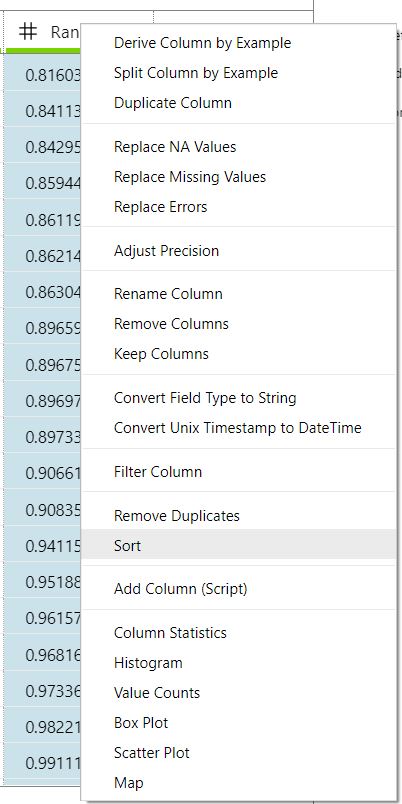 # Ran
Derive Column by Example
Split Column by Example
Duplicate Column
Replace NA Values
Replace Missing Values
Replace Errors
Adjust Precision
Rename Column
Remove Columns
Keep Columns
Convert Field Type to String
Convert Unix Timestamp to DateTime
Filter Column
Remove Duplicates
Sort
Add Column (Script)
Column Statistics
Histogram
Value Counts
Box Plot
Scatter Plot
Map
0.81603
0.84113
0.84295
0.85944
0.86119
0.86214
0.86304
0.89659
0.89675
0.89697
0.89733
0.90661
0.90835
0.94115
0.95188
0.96157
0.96816
0.97336
0.98221
0.99111